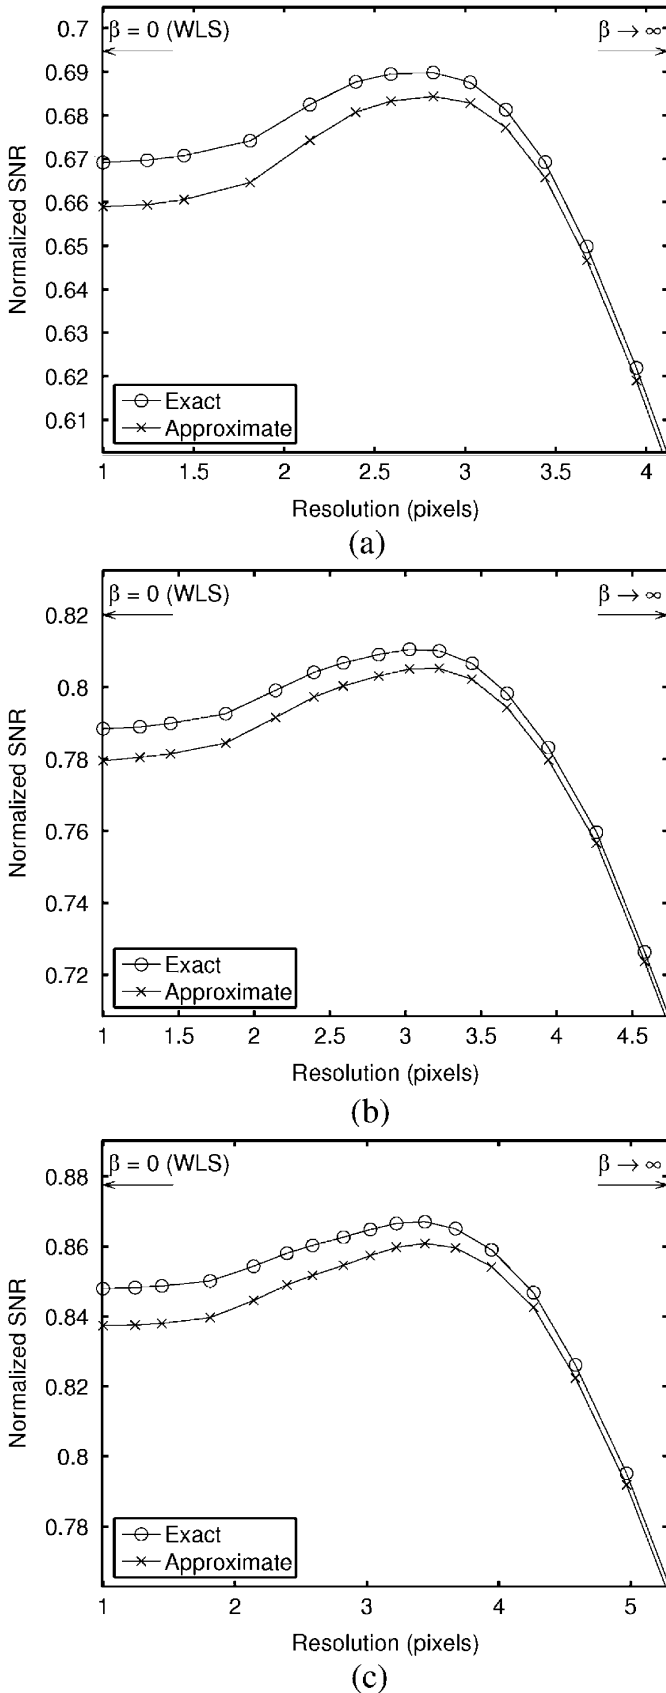 β = 0 (WLS)
β → ∞
0.7
0.69
0.68
0.67
0.66
0.65
0.64
0.63
0.62
0.61
Normalized SNR
Exact
Approximate
1 1.5 2 2.5 3 3.5 4
Resolution (pixels)
(a)
β = 0 (WLS)
β → ∞
0.82
0.8
0.78
0.76
0.74
0.72
Normalized SNR
Exact
Approximate
1 1.5 2 2.5 3 3.5 4 4.5
Resolution (pixels)
(b)
β = 0 (WLS)
β → ∞
0.88
0.86
0.84
0.82
0.8
0.78
Normalized SNR
Exact
Approximate
1 2 3 4 5
Resolution (pixels)
(c)